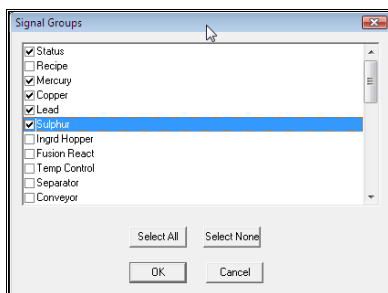 Signal Groups
Status
Recipe
Mercury
Copper
Lead
Sulphur
Ingrd Hopper
Fusion React
Temp Control
Separator
Conveyor
Select All Select None
OK Cancel